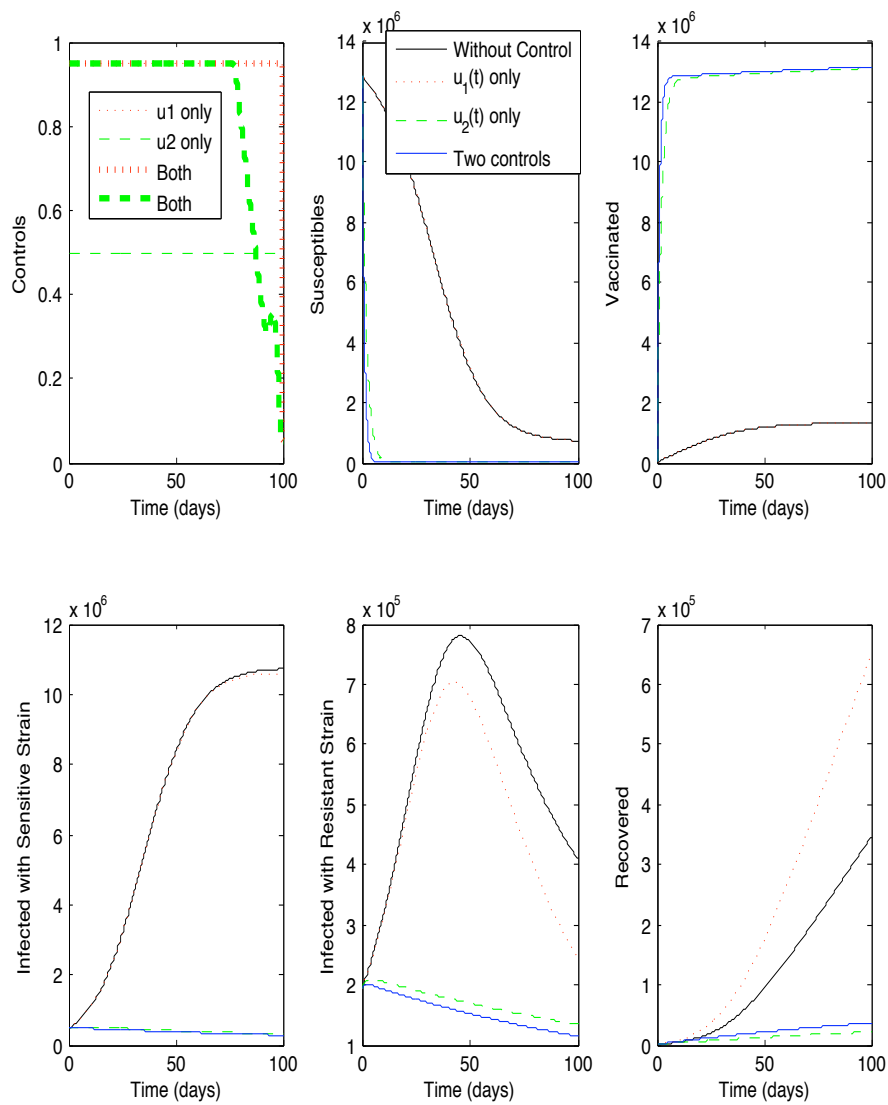 1
0.8
0.6
0.4
0.2
0
0
50
100
Controls
Time (days)
u1 only
u2 only
Both
Both
x 10^6
14
12
10
8
6
4
2
0
0
50
100
Susceptibles
Time (days)
Without Control
u_1(t) only
u_2(t) only
Two controls
x 10^6
14
12
10
8
6
4
2
0
0
50
100
Vaccinated
Time (days)
x 10^6
12
10
8
6
4
2
0
0
50
100
Infected with Sensitive Strain
Time (days)
x 10^5
8
7
6
5
4
3
2
1
0
50
100
Infected with Resistant Strain
Time (days)
x 10^5
7
6
5
4
3
2
1
0
0
50
100
Recovered
Time (days)